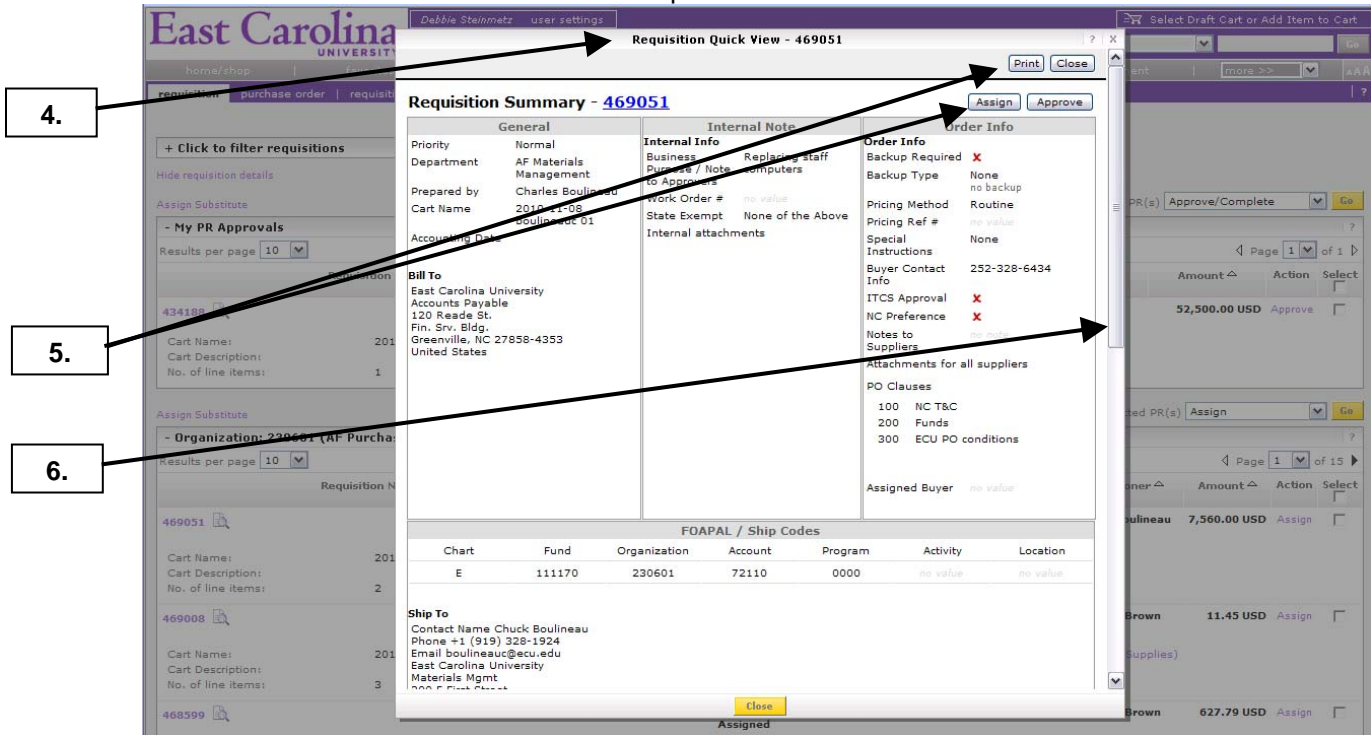 East Carolina
UNIVERSITY
Debbie Steinmetz user settings
Select Draft Cart or Add Item to Cart
Go
home/shop
more >>
AAA
requisition purchase order | requisiti
?
4.
+ Click to filter requisitions
Hide requisition details
Assign Substitute
PR(s) Approve/Complete Go
- My PR Approvals ?
Results per page 10
Page 1 of 1
Amount Action Select
434188
52,500.00 USD Approve
Cart Name: 201
Cart Description:
No. of line items: 1
5.
Assign Substitute
ted PR(s) Assign Go
- Organization: 230601 (AF Purcha
?
Results per page 10
Page 1 of 15
6.
Requisition N
oner Amount Action Select
469051
oulineau 7,560.00 USD Assign
Cart Name: 201
Cart Description:
No. of line items: 2
469008
Brown 11.45 USD Assign
Cart Name: 201
Supplies)
Cart Description:
No. of line items: 3
468599
Brown 627.79 USD Assign
Assigned
Requisition Quick View - 469051 ? X
Print Close
Requisition Summary - 469051
Assign Approve
General
Priority Normal
Department AF Materials
Management
Prepared by Charles Boulineau
Cart Name 2010-11-08
boulineauc 01
Accounting Date
Bill To
East Carolina University
Accounts Payable
120 Reade St.
Fin. Srv. Bldg.
Greenville, NC 27858-4353
United States
Internal Note
Internal Info
Business Replacing staff
Purpose / Note computers
to Approvers
Work Order # no value
State Exempt None of the Above
Internal attachments
Order Info
Order Info
Backup Required X
Backup Type None
no backup
Pricing Method Routine
Pricing Ref # no value
Special None
Instructions
Buyer Contact 252-328-6434
Info
ITCS Approval X
NC Preference X
Notes to no note
Suppliers
Attachments for all suppliers
PO Clauses
100 NC T&C
200 Funds
300 ECU PO conditions
Assigned Buyer no value
FOAPAL / Ship Codes
Chart Fund Organization Account Program Activity Location
E 111170 230601 72110 0000 no value no value
Ship To
Contact Name Chuck Boulineau
Phone +1 (919) 328-1924
Email boulineauc@ecu.edu
East Carolina University
Materials Mgmt
Close